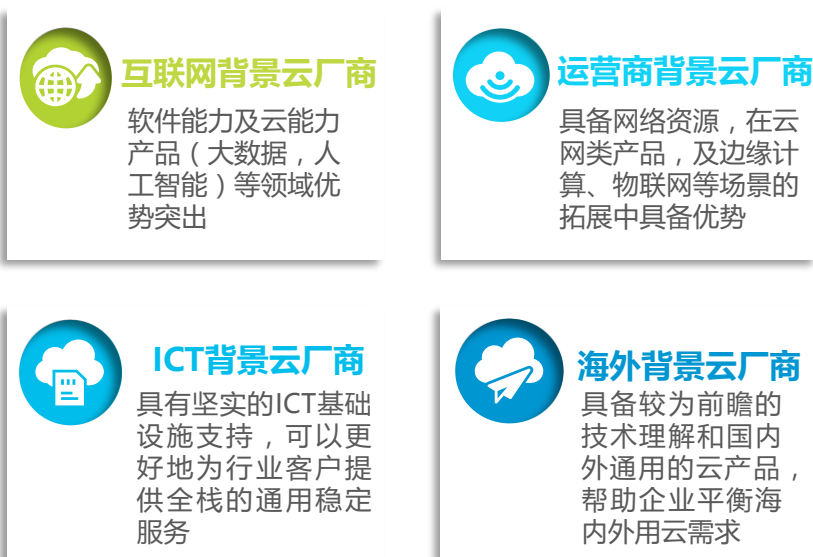 互联网背景云厂商
软件能力及云能力
产品（大数据，人
工智能）等领域优
势突出
运营商背景云厂商
具备网络资源，在云
网类产品，及边缘计
算、物联网等场景的
拓展中具备优势
ICT背景云厂商
具有坚实的ICT基础
设施支持，可以更
好地为行业客户提
供全栈的通用稳定
服务
海外背景云厂商
具备较为前瞻的
技术理解和国内
外通用的云产品，
帮助企业平衡海
内外用云需求